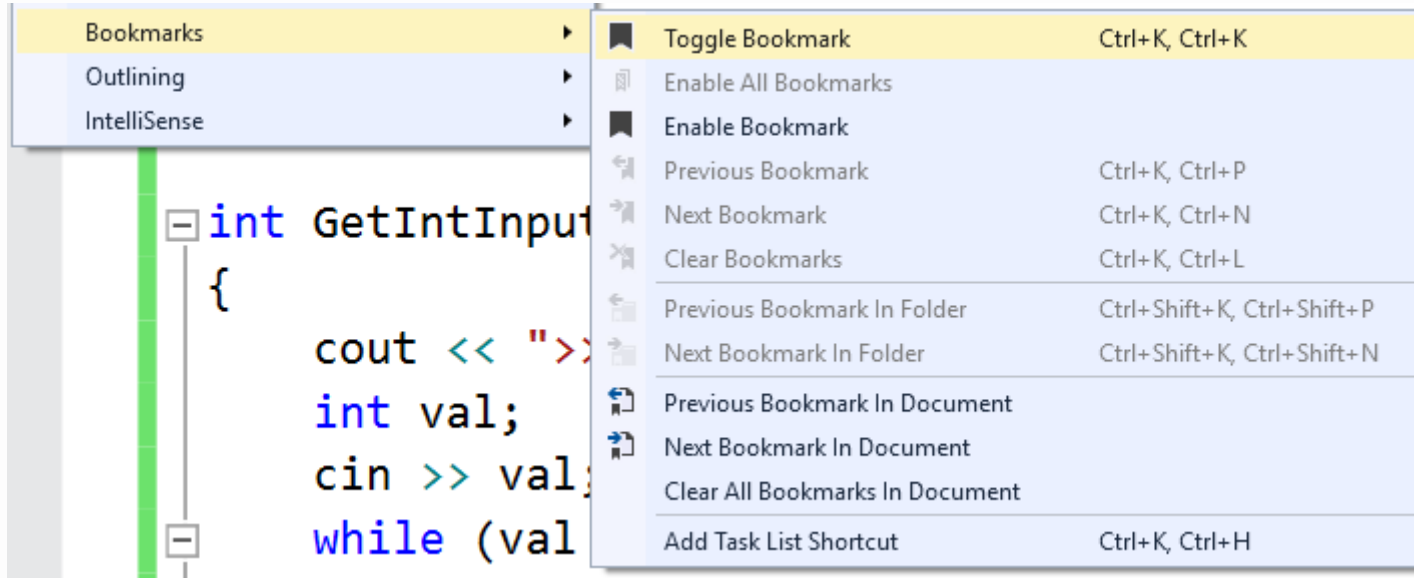 Bookmarks
Outlining
IntelliSense
Toggle Bookmark Ctrl+K, Ctrl+K
Enable All Bookmarks
Enable Bookmark
Previous Bookmark Ctrl+K, Ctrl+P
Next Bookmark Ctrl+K, Ctrl+N
Clear Bookmarks Ctrl+K, Ctrl+L
Previous Bookmark In Folder Ctrl+Shift+K, Ctrl+Shift+P
Next Bookmark In Folder Ctrl+Shift+K, Ctrl+Shift+N
Previous Bookmark In Document
Next Bookmark In Document
Clear All Bookmarks In Document
Add Task List Shortcut Ctrl+K, Ctrl+H
int GetIntInput
{
cout << ">>
int val;
cin >> val;
while (val